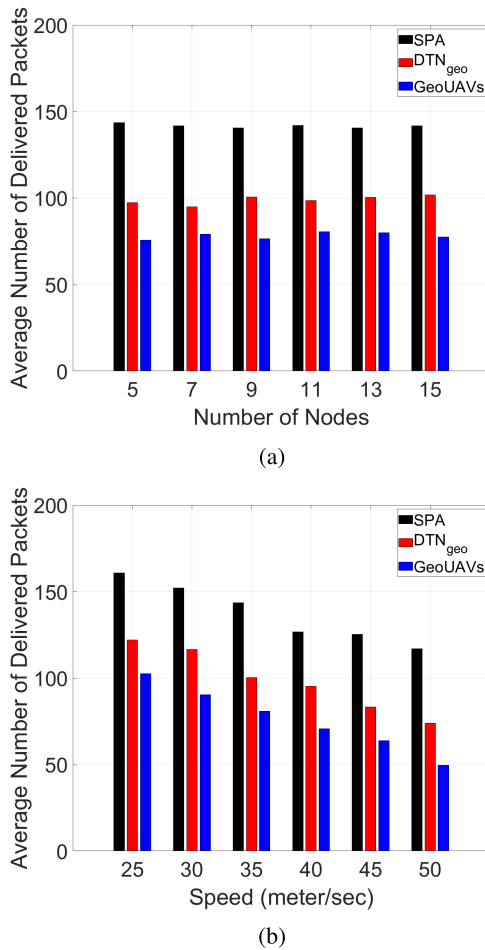 Average Number of Delivered Packets
200
150
100
50
0
SPA
DTN_geo
GeoUAVs
5 7 9 11 13 15
Number of Nodes
(a)
Average Number of Delivered Packets
200
150
100
50
0
SPA
DTN_geo
GeoUAVs
25 30 35 40 45 50
Speed (meter/sec)
(b)